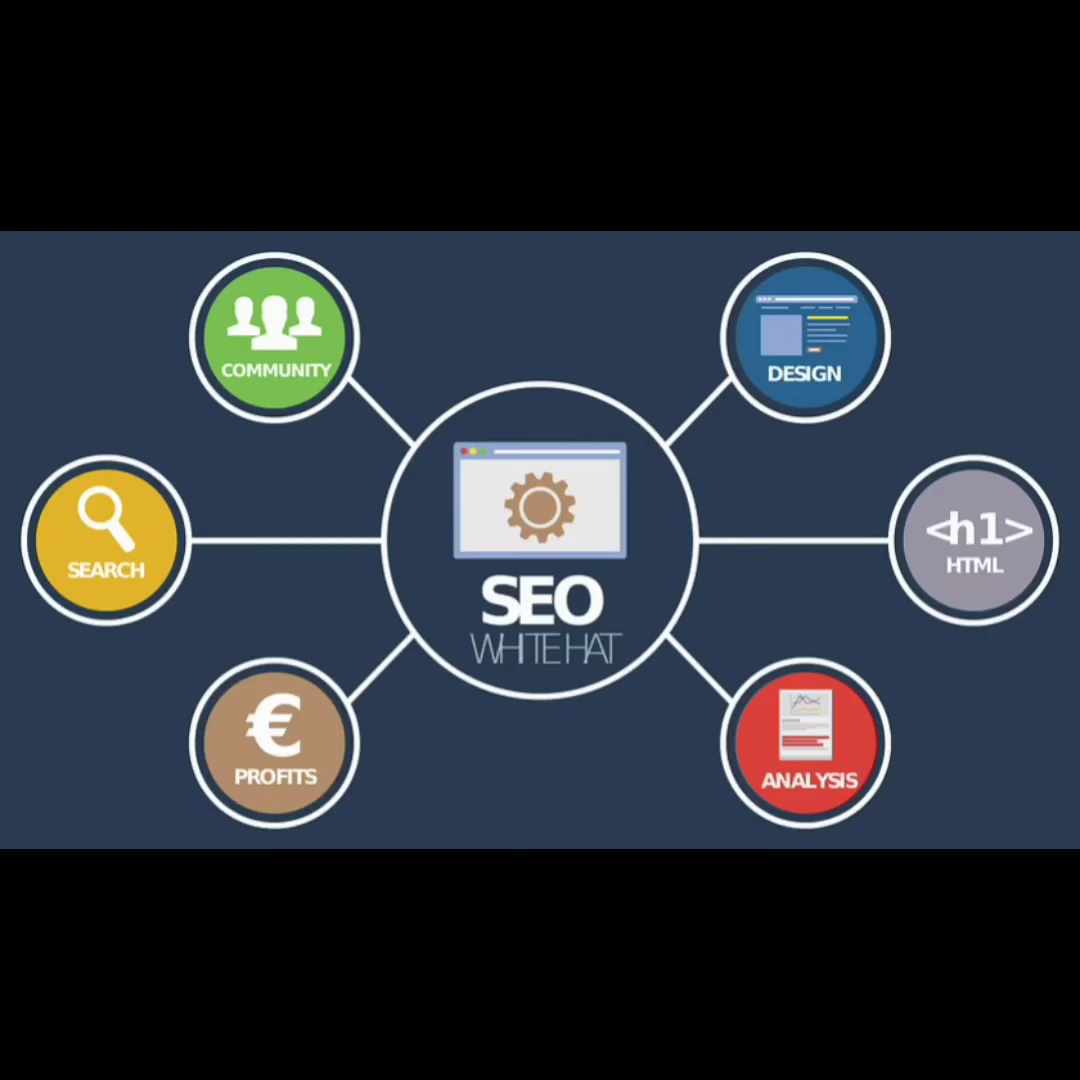 COMMUNITY
DESIGN
SEARCH
SEO
WHITE HAT
<h1>
HTML
€
PROFITS
ANALYSIS